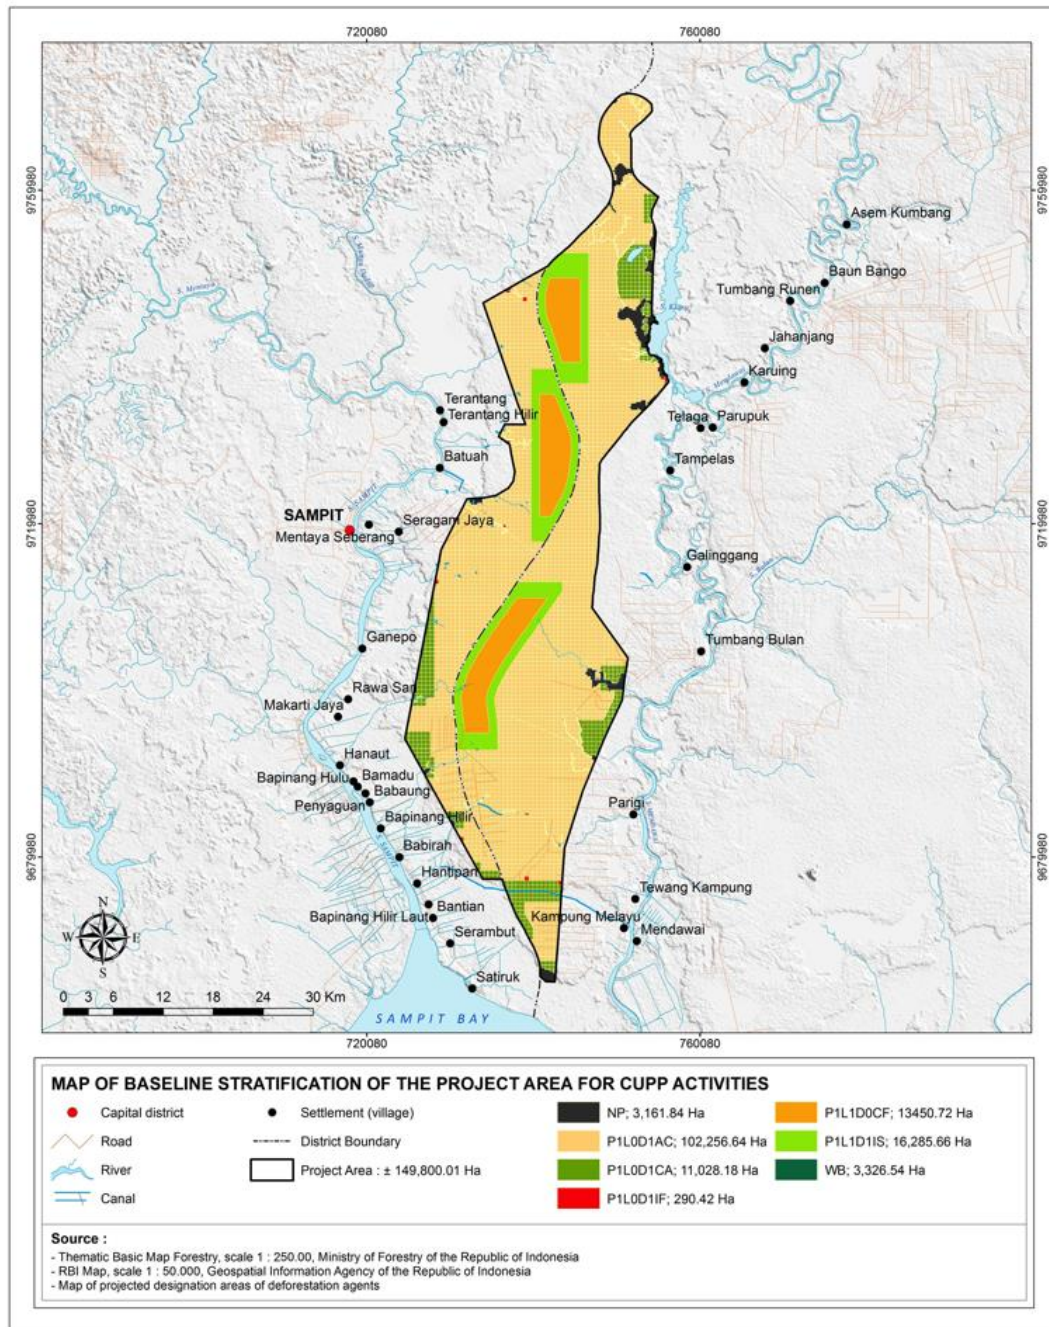 720080 760080
9759980 9759980
Asem Kumbang
Baun Bango
Tumbang Runen
S. Mentaya
Jahanjang
Karuing
Terantang
Terantang Hilir
Telaga Parupuk
Batuah
Tampelas
S. SAMPIT
SAMPIT
Seragam Jaya
Mentaya Seberang
9719980 9719980
Galinggang
Ganepo
Tumbang Bulan
Rawa Sari
Makarti Jaya
Hanaut
Bapinang Hulu Bamadu
Babaung
Penyaguan
Parigi
Bapinang Hilir
S. SAMPIT
Babirah
9679980 9679980
Hantipan
Tewang Kampung
Bantian
Bapinang Hilir Laut
Kampung Melayu
Serambut
Mendawai
N
W E
S
Satiruk
0 3 6 12 18 24 30 Km
SAMPIT BAY
720080 760080
MAP OF BASELINE STRATIFICATION OF THE PROJECT AREA FOR CUPP ACTIVITIES
Capital district
Settlement (village)
NP; 3,161.84 Ha
P1L1D0CF; 13450.72 Ha
Road
District Boundary
P1L0D1AC; 102,256.64 Ha
P1L1D1IS; 16,285.66 Ha
River
Project Area : ± 149,800.01 Ha
P1L0D1CA; 11,028.18 Ha
WB; 3,326.54 Ha
Canal
P1L0D1IF; 290.42 Ha
Source :
- Thematic Basic Map Forestry, scale 1 : 250.00, Ministry of Forestry of the Republic of Indonesia
- RBI Map, scale 1 : 50.000, Geospatial Information Agency of the Republic of Indonesia
- Map of projected designation areas of deforestation agents